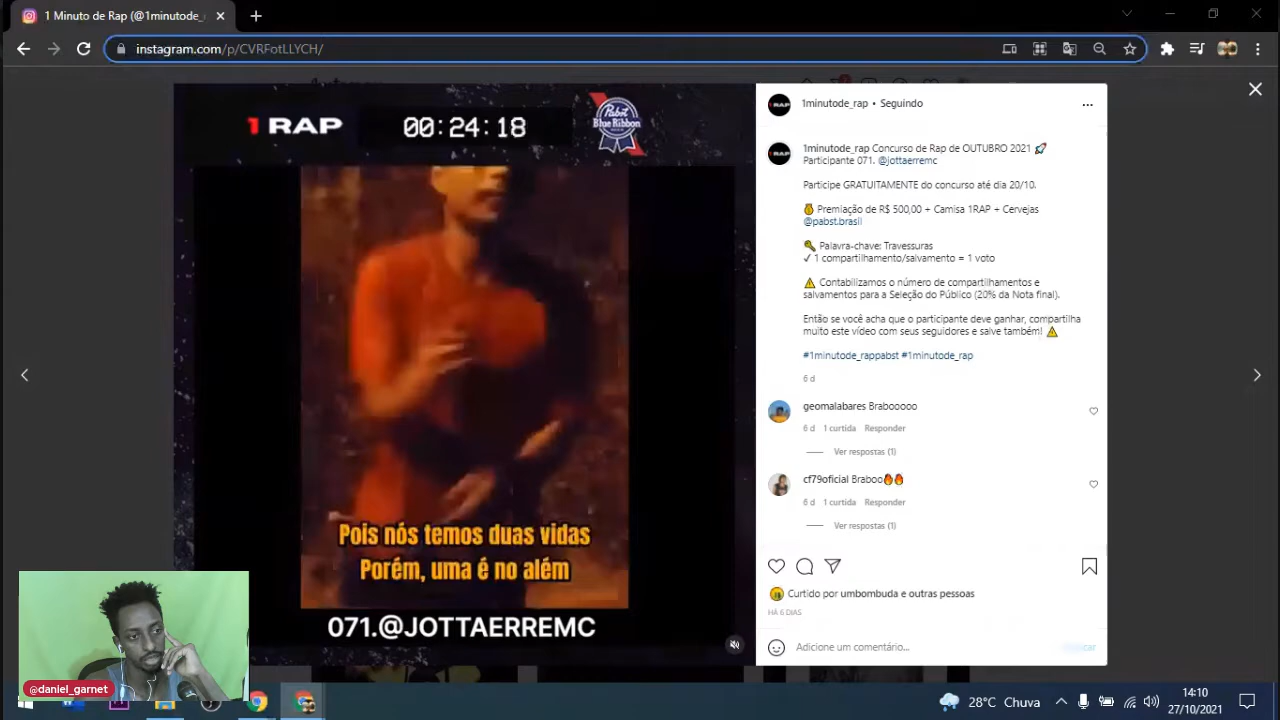 1 Minuto de Rap (@1minutode_r
instagram.com/p/CVRFotLLYCH/
1 RAP
00:24:18
Pabst
Blue Ribbon
Pois nós temos duas vidas
Porém, uma é no além
071.@JOTTAERREMC
@daniel_garnet
1minutode_rap • Seguindo
1minutode_rap Concurso de Rap de OUTUBRO 2021 🚀
Participante 071. @jottaerremc
Participe GRATUITAMENTE do concurso até dia 20/10.
🏅 Premiação de R$ 500,00 + Camisa 1RAP + Cervejas
@pabst.brasil
🔑 Palavra-chave: Travessuras
✓ 1 compartilhamento/salvamento = 1 voto
⚠ Contabilizamos o número de compartilhamentos e
salvamentos para a Seleção do Público (20% da Nota final).
Então se você acha que o participante deve ganhar, compartilha
muito este vídeo com seus seguidores e salve também! ⚠
#1minutode_rappabst #1minutode_rap
6 d
geomalabares Brabooooo
6 d 1 curtida Responder
Ver respostas (1)
cf79oficial Braboo🔥🔥
6 d 1 curtida Responder
Ver respostas (1)
Curtido por umbombuda e outras pessoas
HÁ 6 DIAS
Adicione um comentário...
28°C Chuva
14:10
27/10/2021